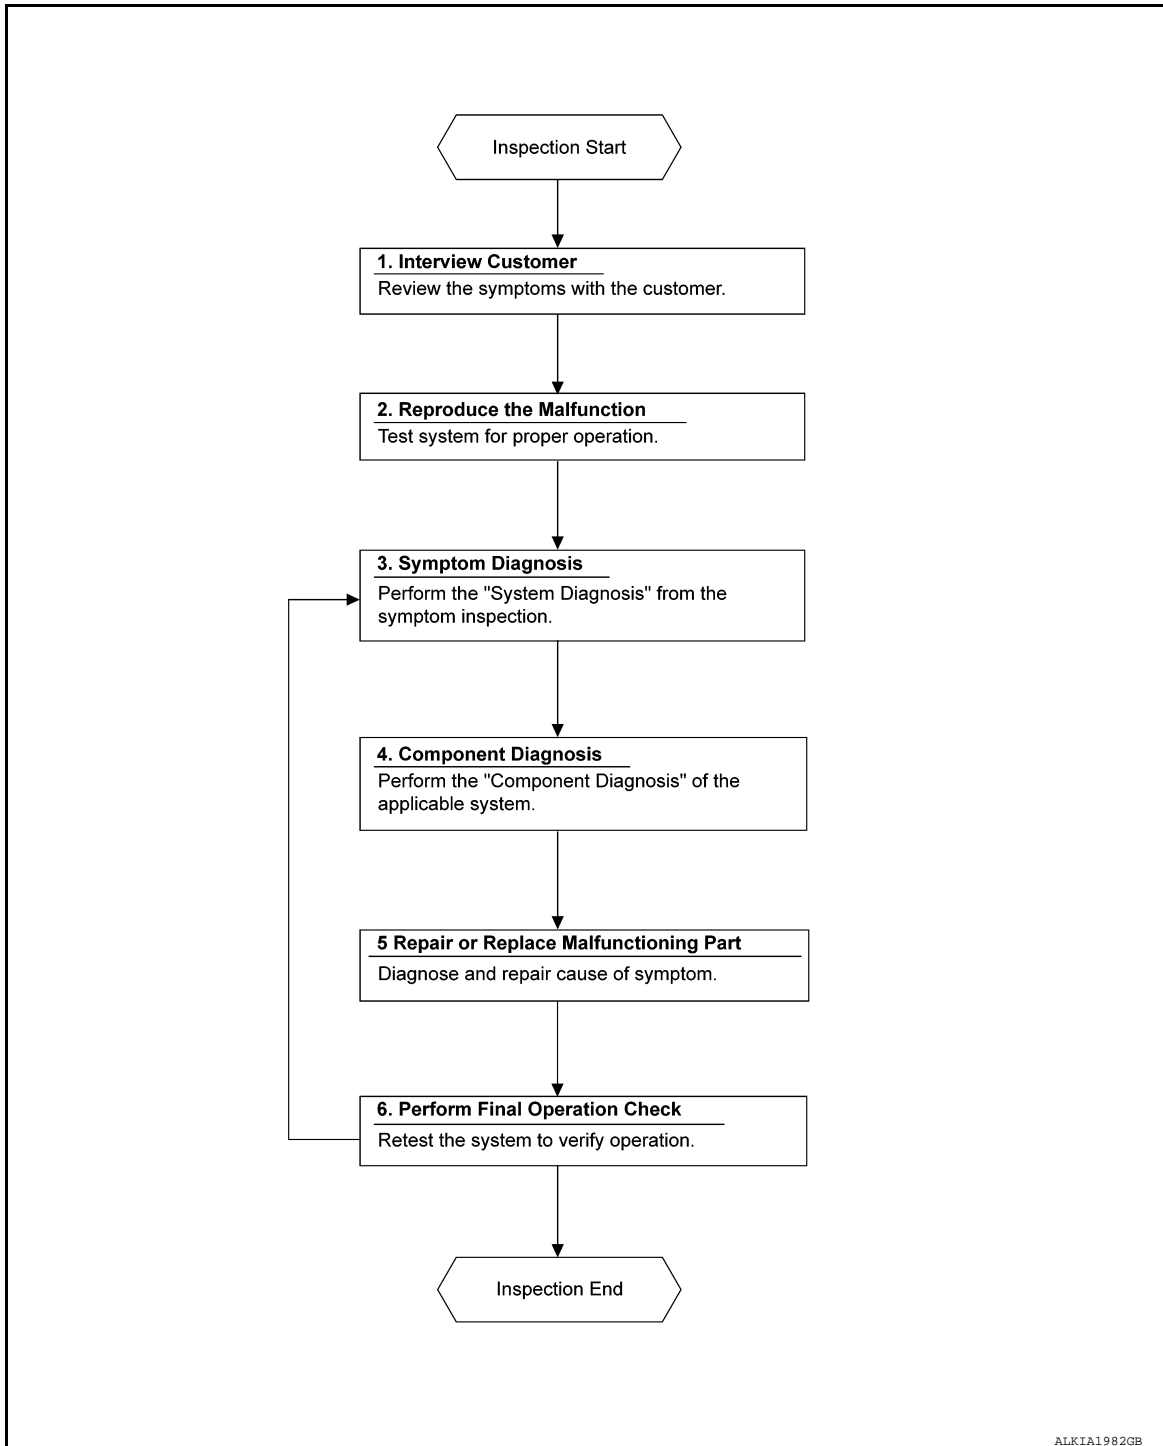 Inspection Start
1. Interview Customer
Review the symptoms with the customer.
2. Reproduce the Malfunction
Test system for proper operation.
3. Symptom Diagnosis
Perform the "System Diagnosis" from the
symptom inspection.
4. Component Diagnosis
Perform the "Component Diagnosis" of the
applicable system.
5 Repair or Replace Malfunctioning Part
Diagnose and repair cause of symptom.
6. Perform Final Operation Check
Retest the system to verify operation.
Inspection End
ALKIA1982GB